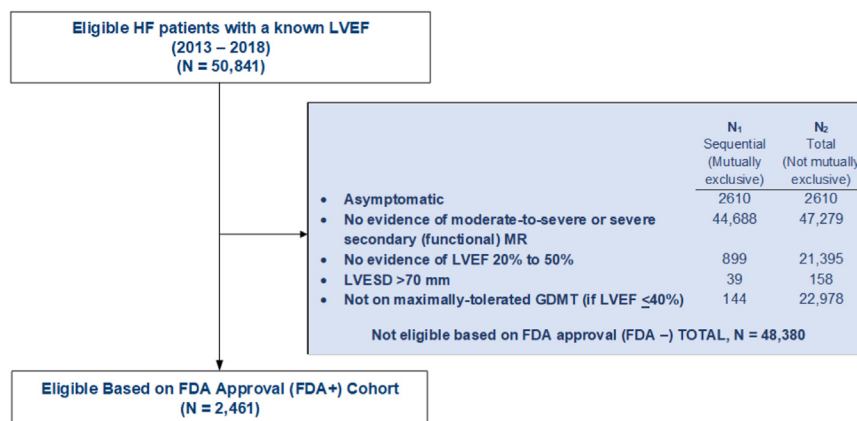 Eligible HF patients with a known LVEF
(2013 – 2018)
(N = 50,841)
N₁ N₂
Sequential Total
(Mutually (Not mutually
exclusive) exclusive)
• Asymptomatic 2610 2610
• No evidence of moderate-to-severe or severe 44,688 47,279
secondary (functional) MR
• No evidence of LVEF 20% to 50% 899 21,395
• LVESD >70 mm 39 158
• Not on maximally-tolerated GDMT (if LVEF ≤40%) 144 22,978
Not eligible based on FDA approval (FDA –) TOTAL, N = 48,380
Eligible Based on FDA Approval (FDA+) Cohort
(N = 2,461)